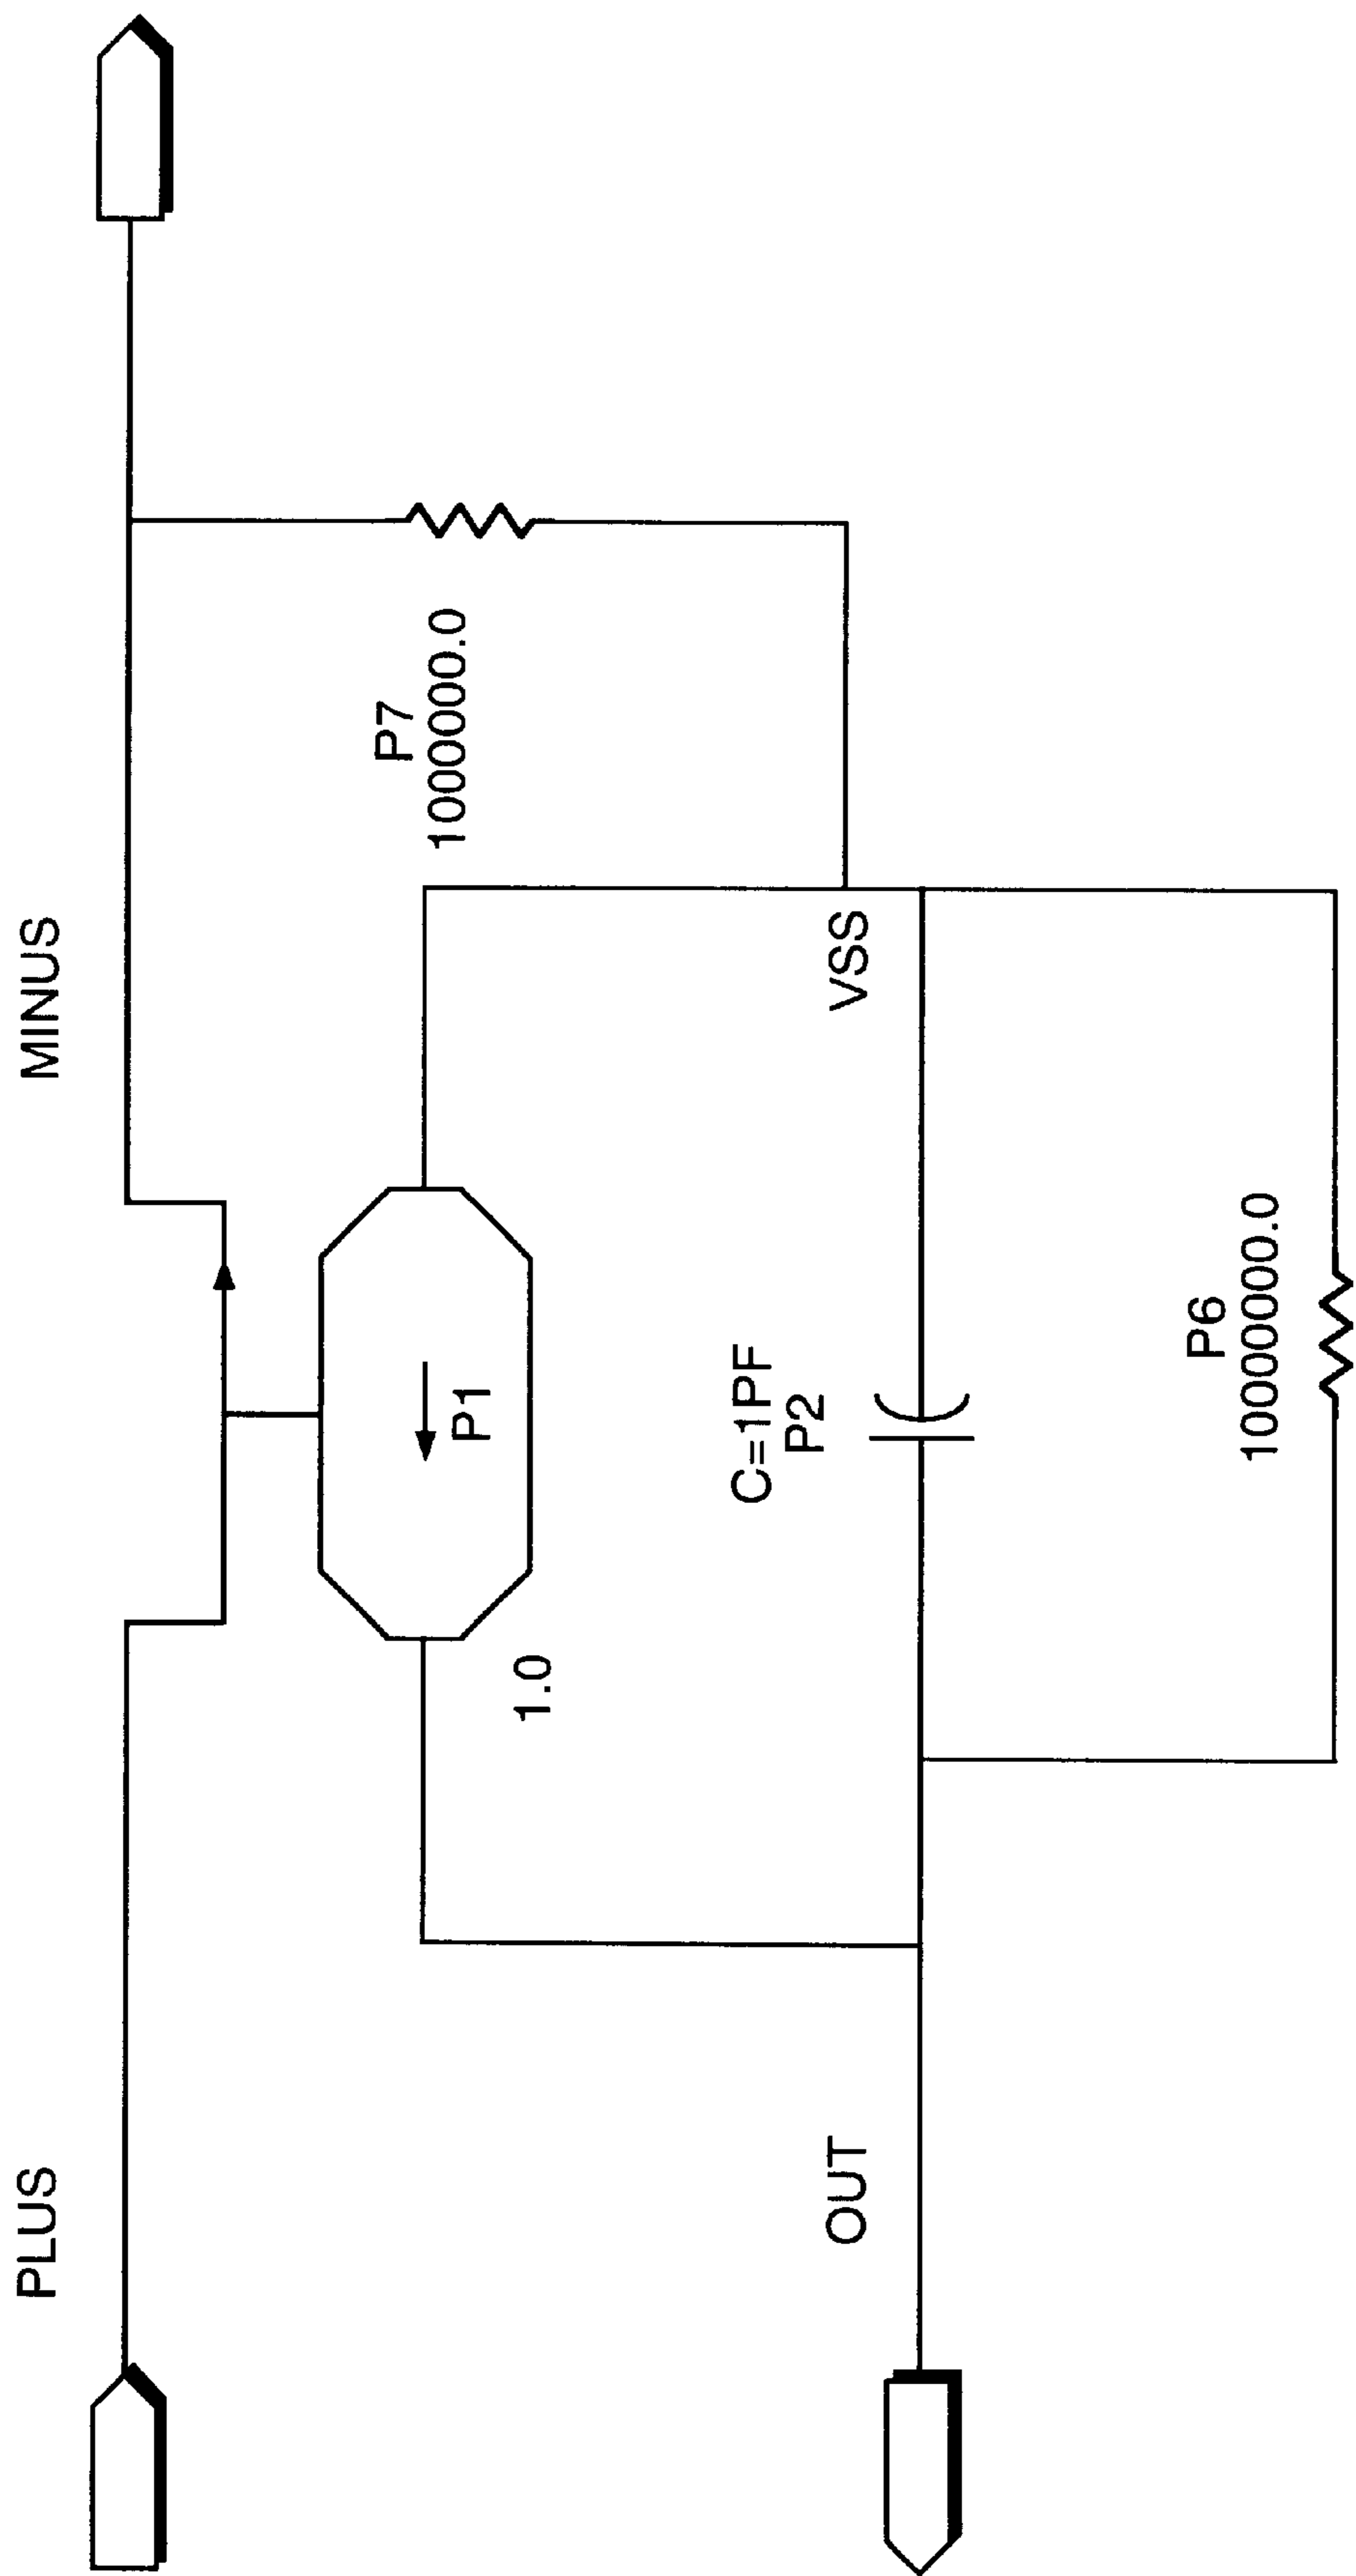 PLUS
MINUS
P7
1000000.0
P1
1.0
C=1PF
P2
OUT
VSS
P6
10000000.0